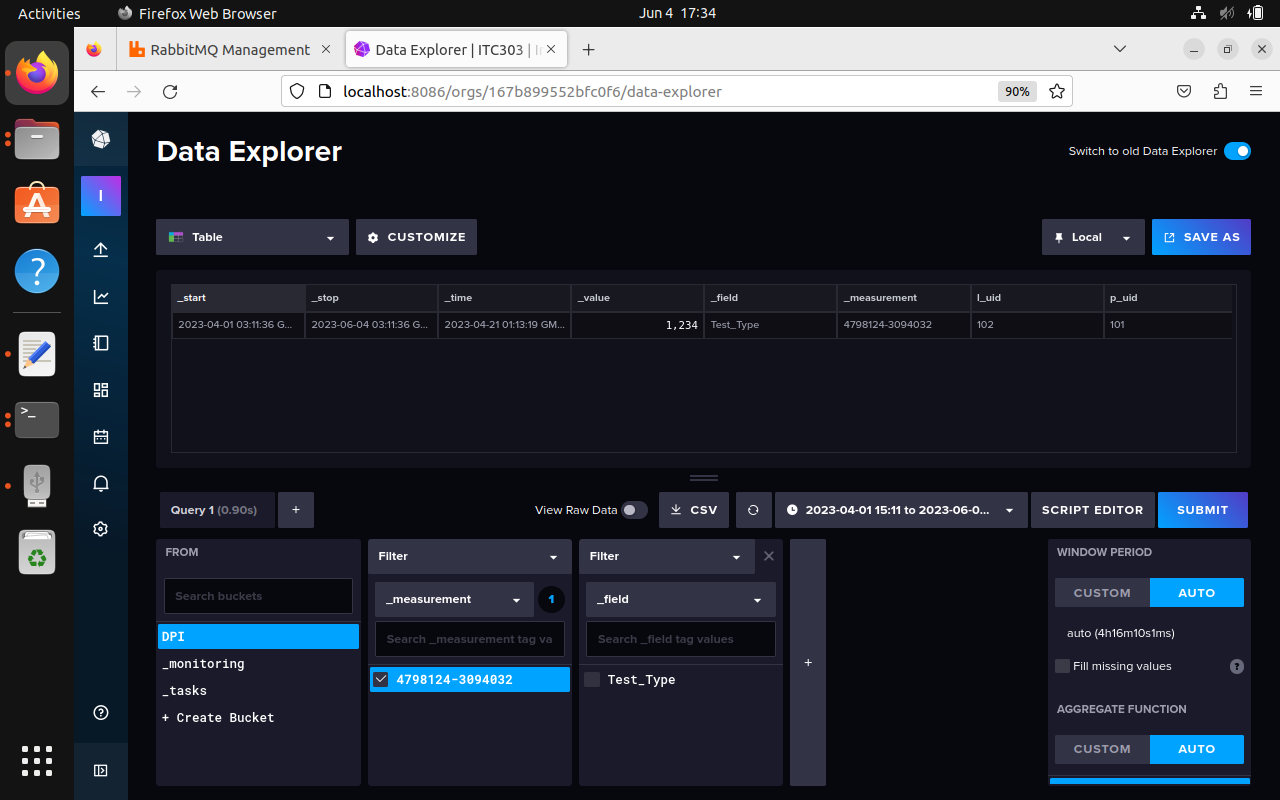 Activities Firefox Web Browser Jun 4 17:34
RabbitMQ Management Data Explorer | ITC303 |
localhost:8086/orgs/167b899552bfc0f6/data-explorer 90%
I
Data Explorer Switch to old Data Explorer
Table CUSTOMIZE Local SAVE AS
_start _stop _time _value _field _measurement l_uid p_uid
2023-04-01 03:11:36 G... 2023-06-04 03:11:36 G... 2023-04-21 01:13:19 GM... 1,234 Test_Type 4798124-3094032 102 101
Query 1 (0.90s) + View Raw Data CSV 2023-04-01 15:11 to 2023-06-0... SCRIPT EDITOR SUBMIT
FROM
Search buckets
DPI
_monitoring
_tasks
+ Create Bucket
Filter
_measurement 1
Search _measurement tag va
4798124-3094032
Filter
_field
Search _field tag values
Test_Type
+
WINDOW PERIOD
CUSTOM AUTO
auto (4h16m10s1ms)
Fill missing values ?
AGGREGATE FUNCTION
CUSTOM AUTO